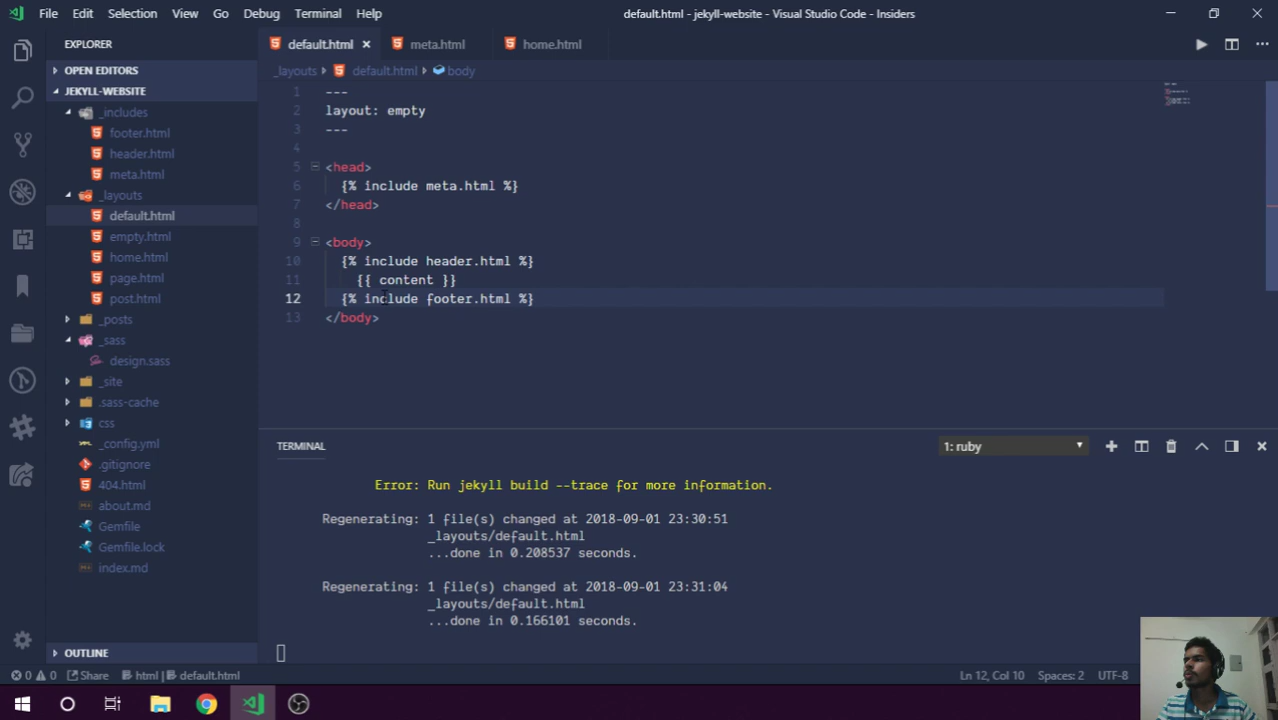 File Edit Selection View Go Debug Terminal Help
default.html - jekyll-website - Visual Studio Code - Insiders
EXPLORER
default.html
meta.html
home.html
OPEN EDITORS
_layouts default.html body
JEKYLL-WEBSITE
_includes
footer.html
header.html
meta.html
_layouts
default.html
empty.html
home.html
page.html
post.html
_posts
_sass
design.sass
_site
.sass-cache
css
_config.yml
.gitignore
404.html
about.md
Gemfile
Gemfile.lock
index.md
OUTLINE
1 ---
2 layout: empty
3 ---
4
5 <head>
6 {% include meta.html %}
7 </head>
8
9 <body>
10 {% include header.html %}
11 {{ content }}
12 {% include footer.html %}
13 </body>
TERMINAL
1: ruby
Error: Run jekyll build --trace for more information.
Regenerating: 1 file(s) changed at 2018-09-01 23:30:51
_layouts/default.html
...done in 0.208537 seconds.
Regenerating: 1 file(s) changed at 2018-09-01 23:31:04
_layouts/default.html
...done in 0.166101 seconds.
0 0 Share html default.html
Ln 12, Col 10 Spaces: 2 UTF-8